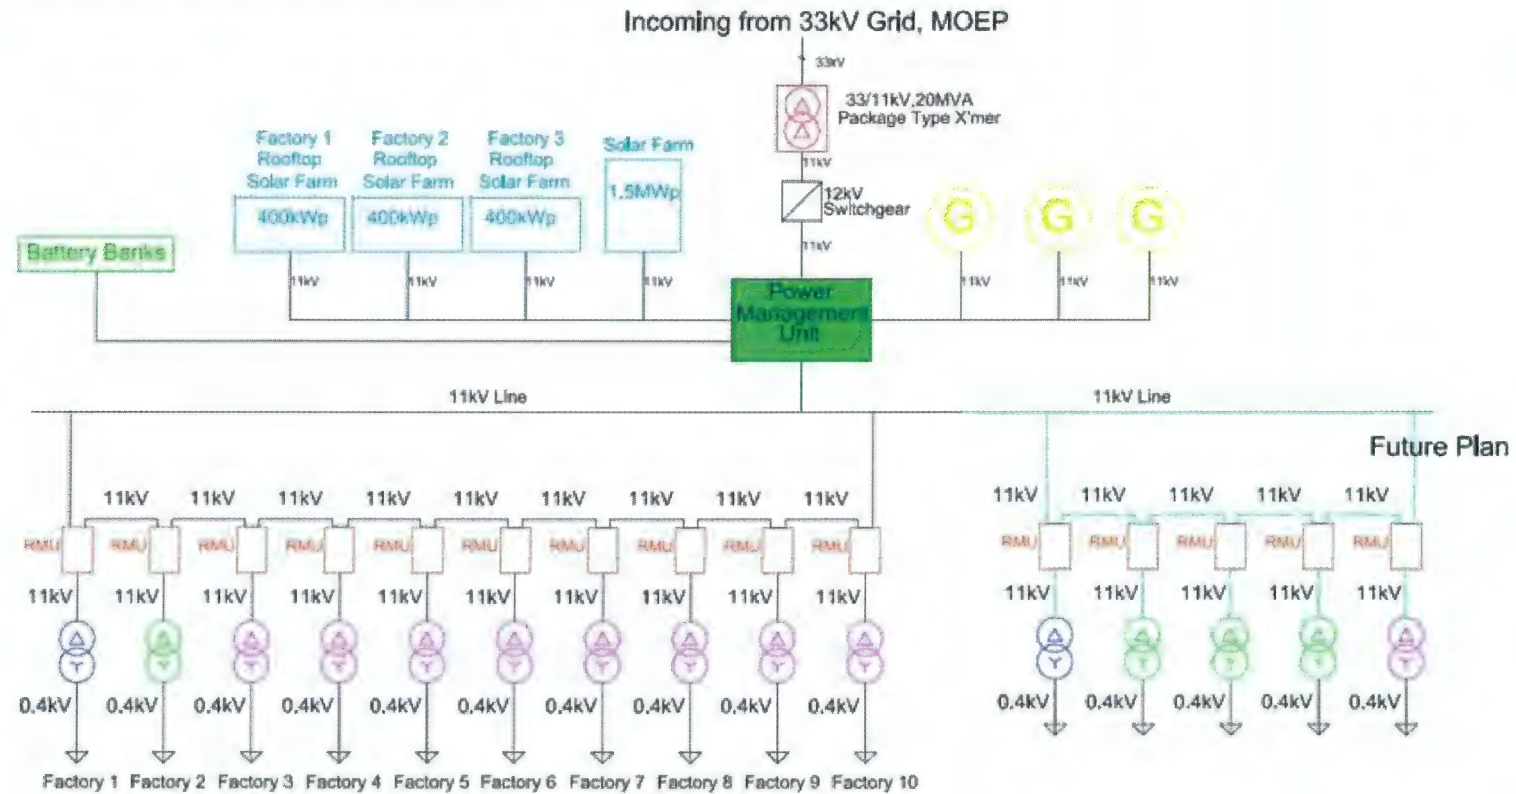 Incoming from 33kV Grid, MOEP
33kV
33/11kV,20MVA
Package Type X'mer
11kV
12kV
Switchgear
11kV
Factory 1
Rooftop
Solar Farm
400kWp
Factory 2
Rooftop
Solar Farm
400kWp
Factory 3
Rooftop
Solar Farm
400kWp
Solar Farm
1.5MWp
G
G
G
Battery Banks
11kV
11kV
11kV
11kV
11kV
11kV
11kV
Power
Management
Unit
11kV Line
11kV Line
Future Plan
11kV 11kV 11kV 11kV 11kV 11kV 11kV 11kV 11kV
11kV 11kV 11kV 11kV 11kV
RMU RMU RMU RMU RMU RMU RMU RMU RMU RMU
RMU RMU RMU RMU RMU
11kV 11kV 11kV 11kV 11kV 11kV 11kV 11kV 11kV 11kV
11kV 11kV 11kV 11kV 11kV
Y Y Y Y Y Y Y Y Y Y
Y Y Y Y Y
0.4kV 0.4kV 0.4kV 0.4kV 0.4kV 0.4kV 0.4kV 0.4kV 0.4kV 0.4kV
0.4kV 0.4kV 0.4kV 0.4kV 0.4kV
Factory 1 Factory 2 Factory 3 Factory 4 Factory 5 Factory 6 Factory 7 Factory 8 Factory 9 Factory 10